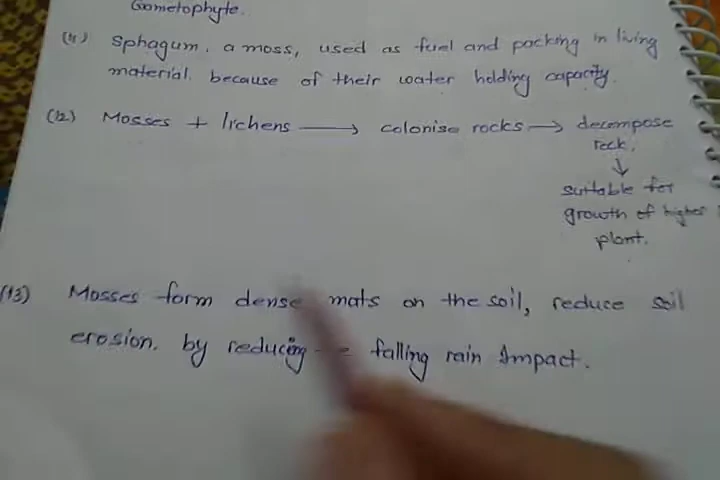 Gametophyte.
(11) Sphagum, a moss, used as fuel and packing in living
material, because of their water holding capacity.
(12) Mosses + lichens → colonise rocks → decompose
rock.
↓
suitable for
growth of higher
plant.
(13) Mosses form dense mats on the soil, reduce soil
erosion. by reducing falling rain Impact.